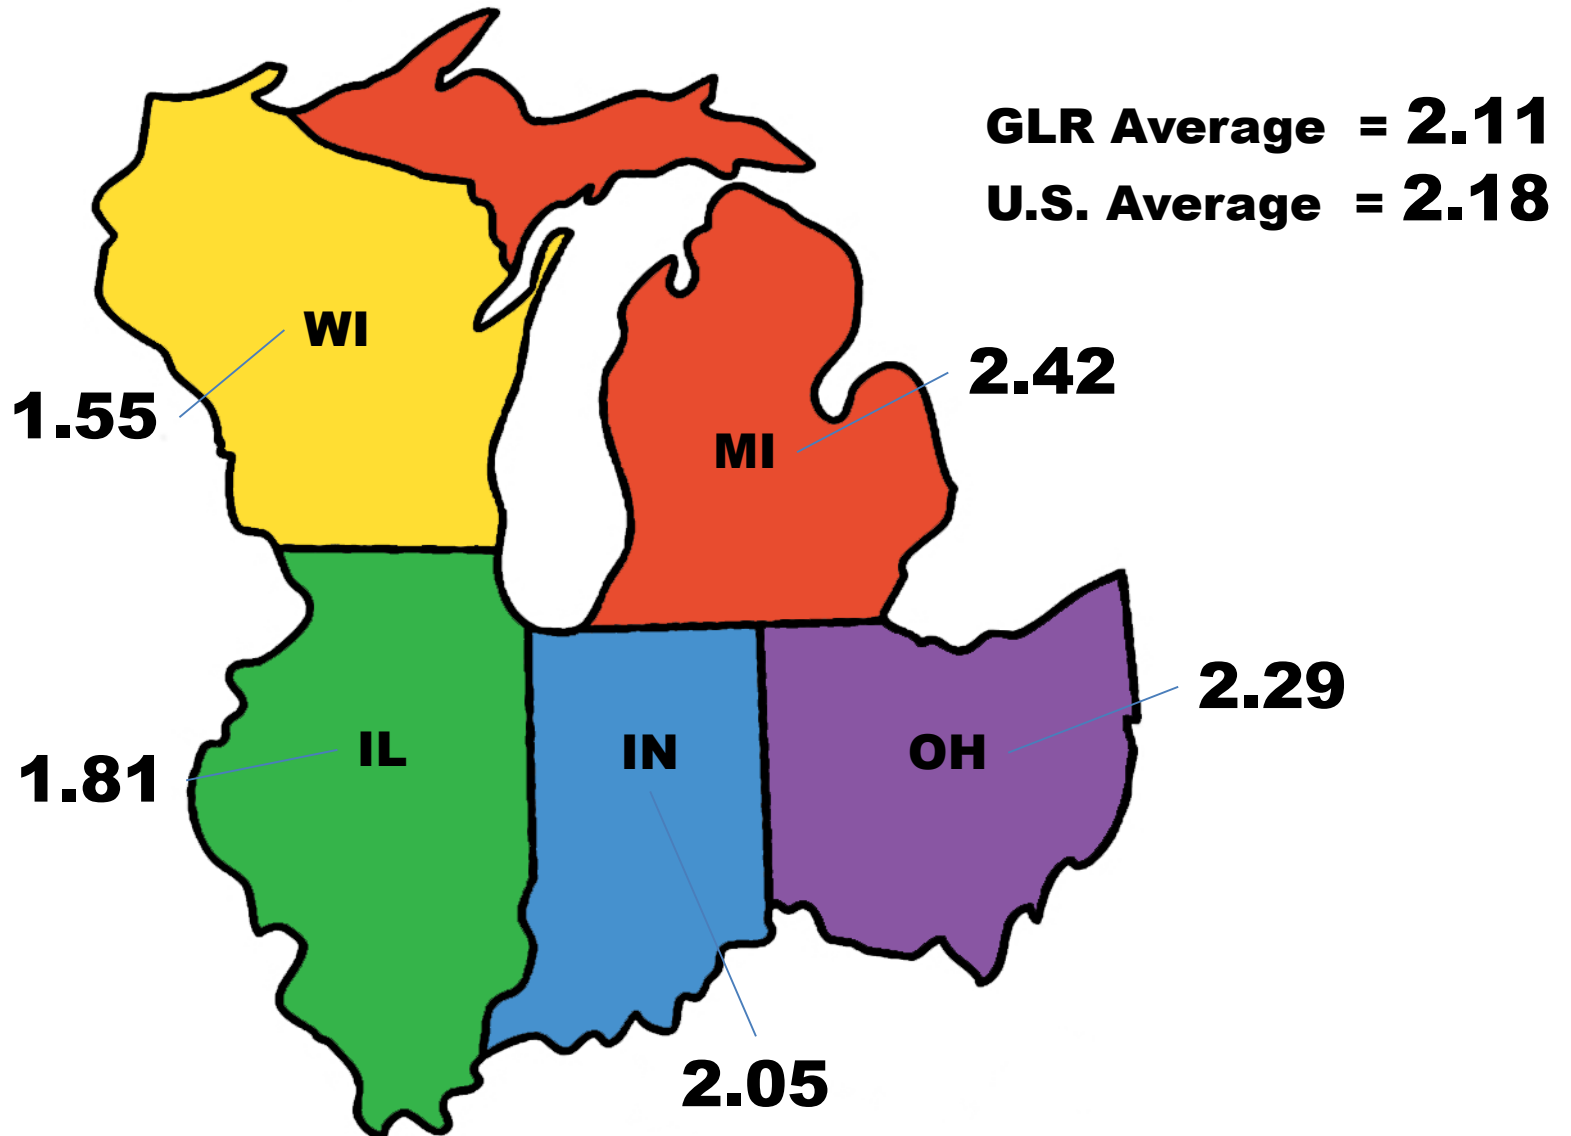 GLR Average = 2.11
U.S. Average = 2.18
WI
1.55
MI
2.42
IL
1.81
IN
2.05
OH
2.29